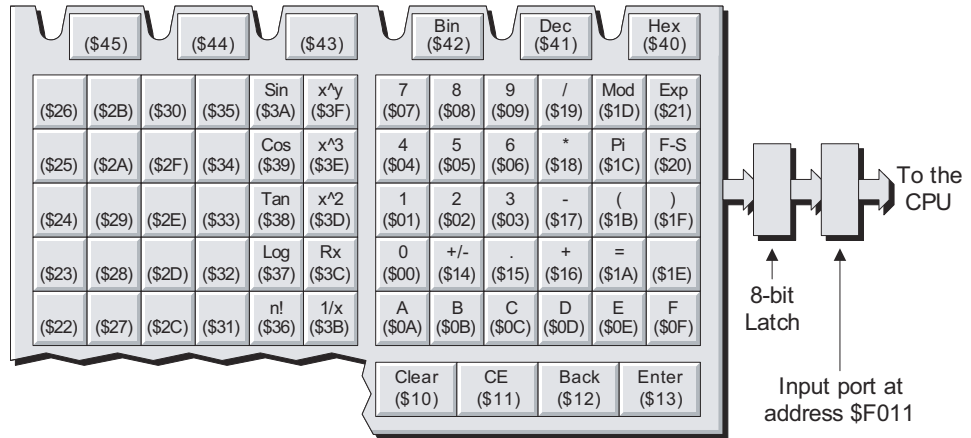 Bin Dec Hex
($45) ($44) ($43) ($42) ($41) ($40)
Sin x^y 7 8 9 / Mod Exp
($26) ($2B) ($30) ($35) ($3A) ($3F) ($07) ($08) ($09) ($19) ($1D) ($21)
Cos x^3 4 5 6 * Pi F-S
($25) ($2A) ($2F) ($34) ($39) ($3E) ($04) ($05) ($06) ($18) ($1C) ($20)
Tan x^2 1 2 3 - ( )
($24) ($29) ($2E) ($33) ($38) ($3D) ($01) ($02) ($03) ($17) ($1B) ($1F)
Log Rx 0 +/- . + =
($23) ($28) ($2D) ($32) ($37) ($3C) ($00) ($14) ($15) ($16) ($1A) ($1E)
n! 1/x A B C D E F
($22) ($27) ($2C) ($31) ($36) ($3B) ($0A) ($0B) ($0C) ($0D) ($0E) ($0F)
Clear CE Back Enter
($10) ($11) ($12) ($13)
To the
CPU
8-bit
Latch
Input port at
address $F011